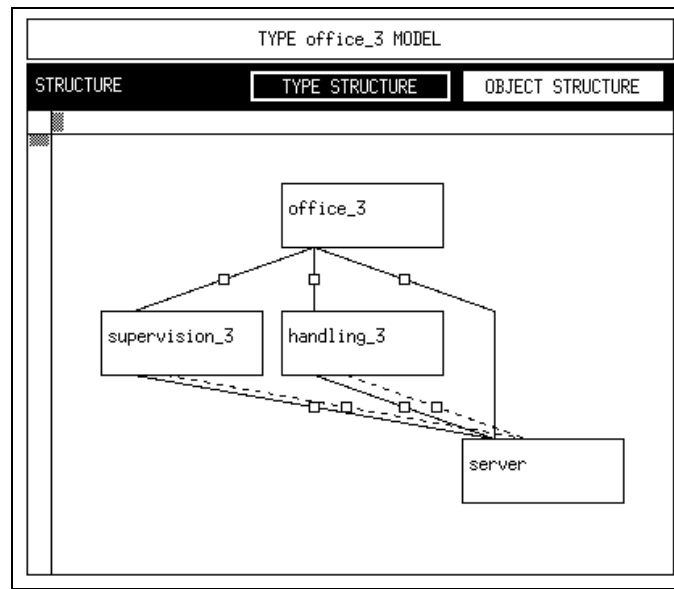 TYPE office_3 MODEL
STRUCTURE TYPE STRUCTURE OBJECT STRUCTURE
office_3
supervision_3 handling_3
server